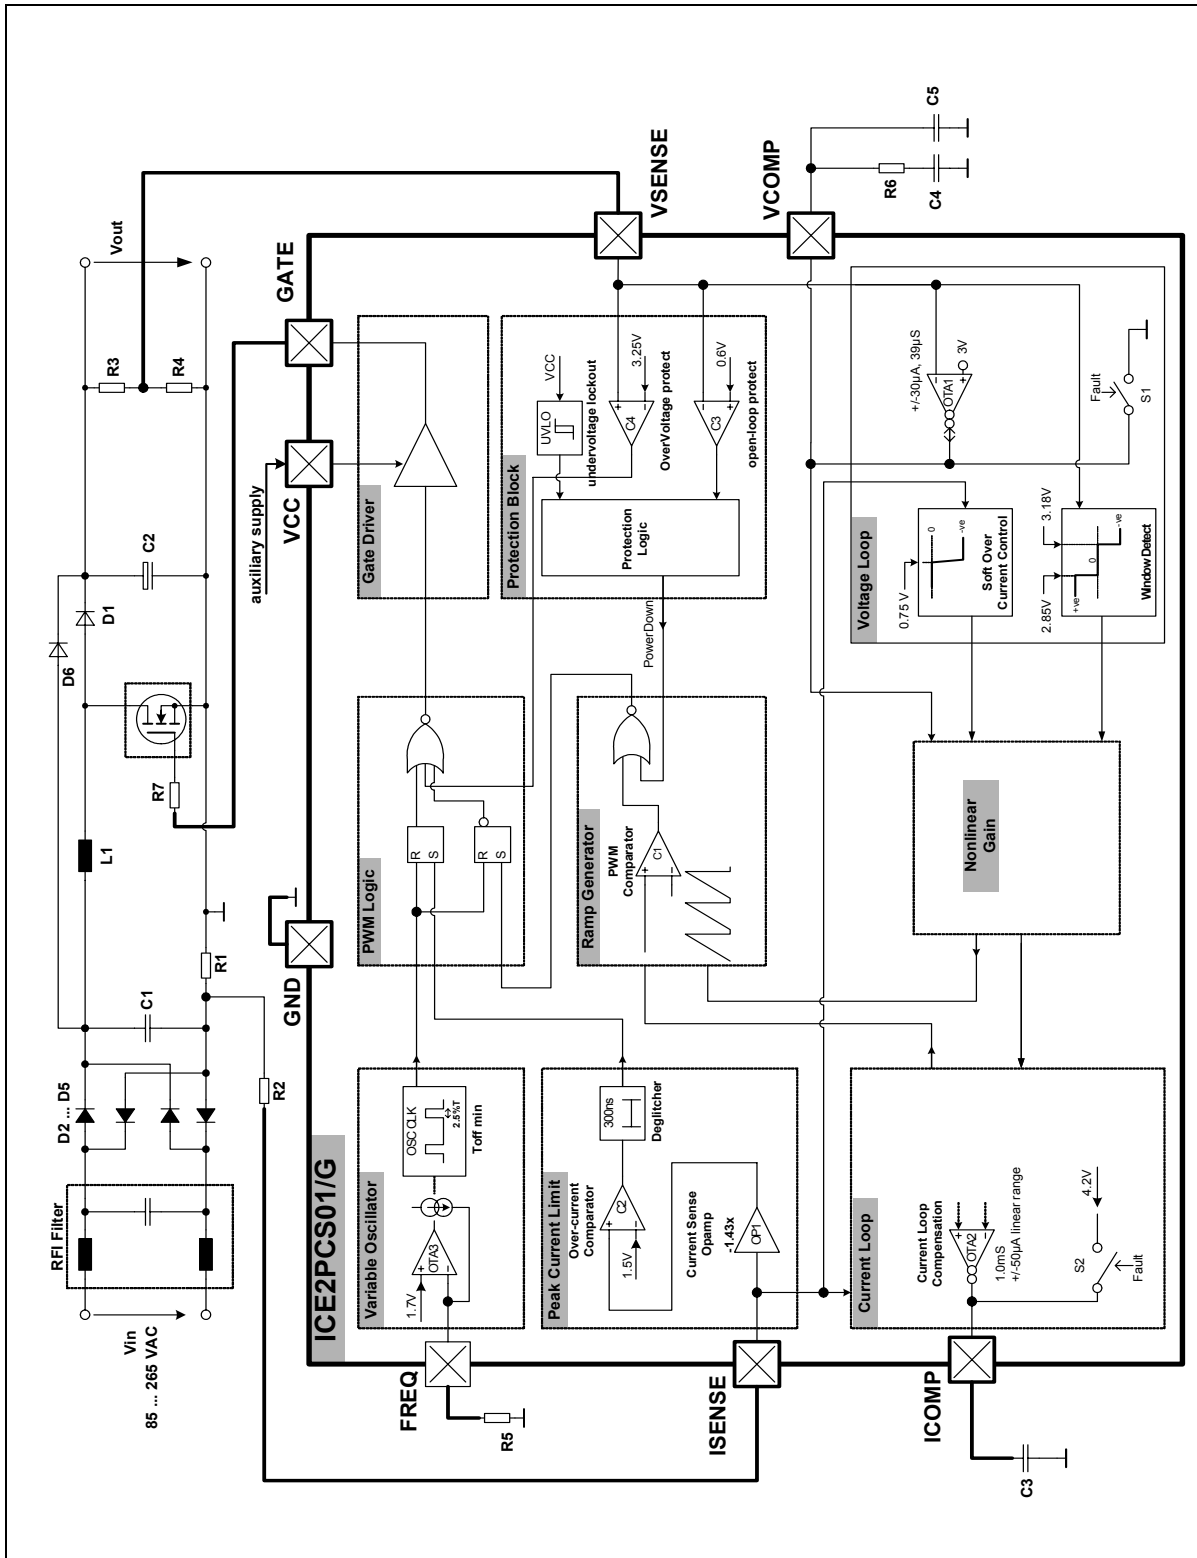 Vin
85 ... 265 VAC
RFI Filter
D2 ... D5
C1
R1
R2
L1
R7
D6
D1
C2
R3
R4
Vout
auxiliary supply
GND
VCC
GATE
ICE2PCS01/G
FREQ
R5
Variable Oscillator
1.7V
+
−
OTA3
OSC CLK
2.5%T
Toff min
PWM Logic
R
S
R
S
Gate Driver
VSENSE
Peak Current Limit
Over-current
Comparator
1.5V
+
−
C2
300ns
Deglitcher
Current Sense
Opamp
-1.43x
OP1
ISENSE
Ramp Generator
PWM
Comparator
+
−
C1
Protection Block
PowerDown
Protection
Logic
UVLO
VCC
undervoltage lockout
+
−
C4
3.25V
OverVoltage protect
−
+
C3
0.6V
open-loop protect
VCOMP
R6
C4
C5
Current Loop
Current Loop
Compensation
+
−
OTA2
1.0mS
+/-50µA linear range
4.2V
S2
Fault
ICOMP
C3
Nonlinear
Gain
Voltage Loop
0.75 V
0
-ve
Soft Over
Current Control
2.85V
3.18V
+ve
0
-ve
Window Detect
+/-30µA, 39µS
−
+
OTA1
3V
Fault
S1